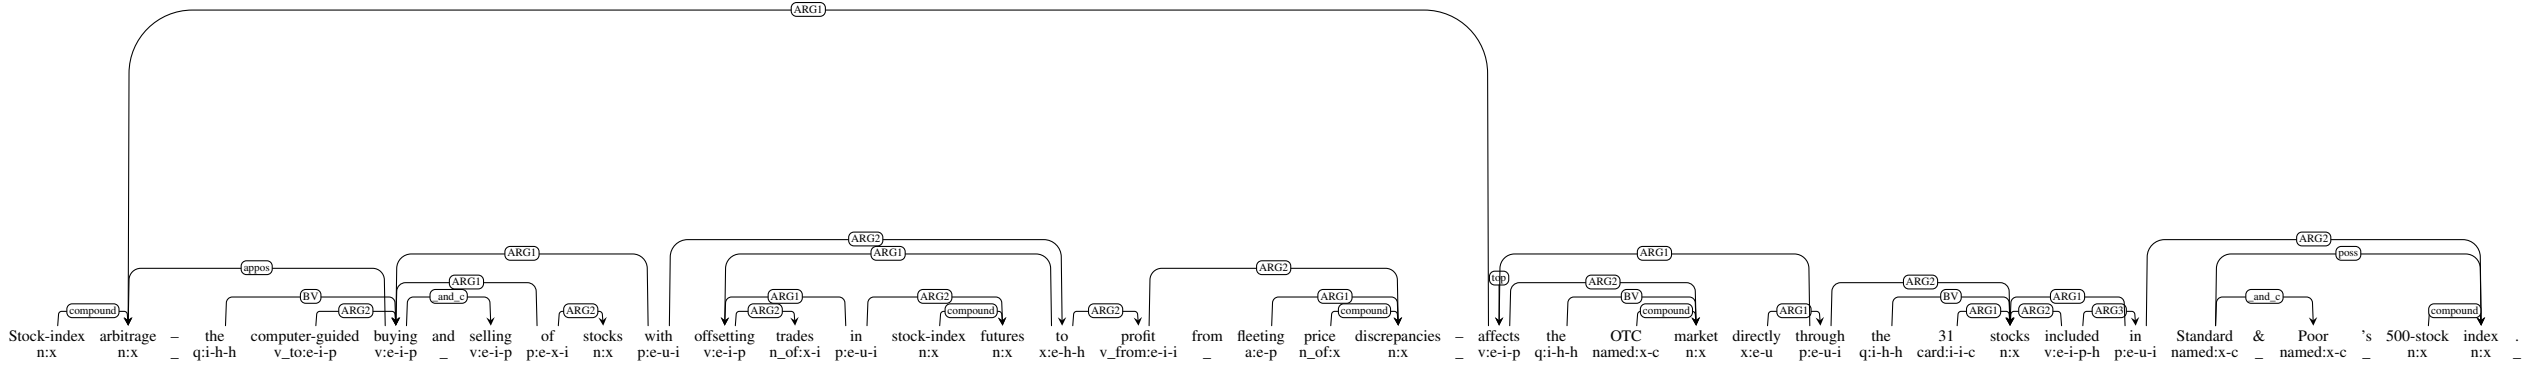 ARG1
ARG2
ARG1 ARG1 ARG1 ARG2
poss
appos ARG2
top
ARG1 ARG2 ARG2
BV _and_c ARG1 ARG2 ARG1 BV BV ARG1 _and_c
compound ARG2 ARG2 ARG2 compound ARG2 compound compound ARG1 ARG1 ARG2 ARG3 compound
Stock-index arbitrage – the computer-guided buying and selling of stocks with offsetting trades in stock-index futures to profit from fleeting price discrepancies – affects the OTC market directly through the 31 stocks included in Standard & Poor 's 500-stock index .
n:x n:x _ q:i-h-h v_to:e-i-p v:e-i-p _ v:e-i-p p:e-x-i n:x p:e-u-i v:e-i-p n_of:x-i p:e-u-i n:x n:x x:e-h-h v_from:e-i-i _ a:e-p n_of:x n:x _ v:e-i-p q:i-h-h named:x-c n:x x:e-u p:e-u-i q:i-h-h card:i-i-c n:x v:e-i-p-h p:e-u-i named:x-c _ named:x-c _ n:x n:x _